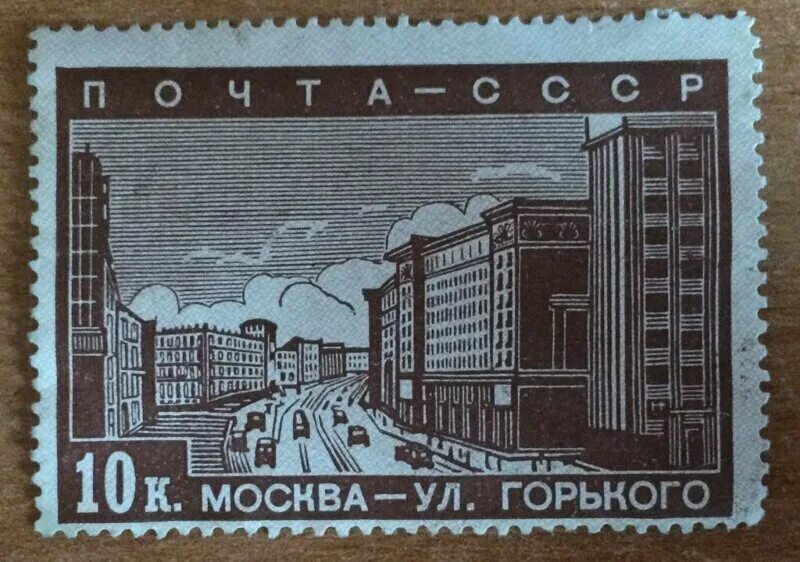 ПОЧТА — СССР
10 к. МОСКВА — УЛ. ГОРЬКОГО